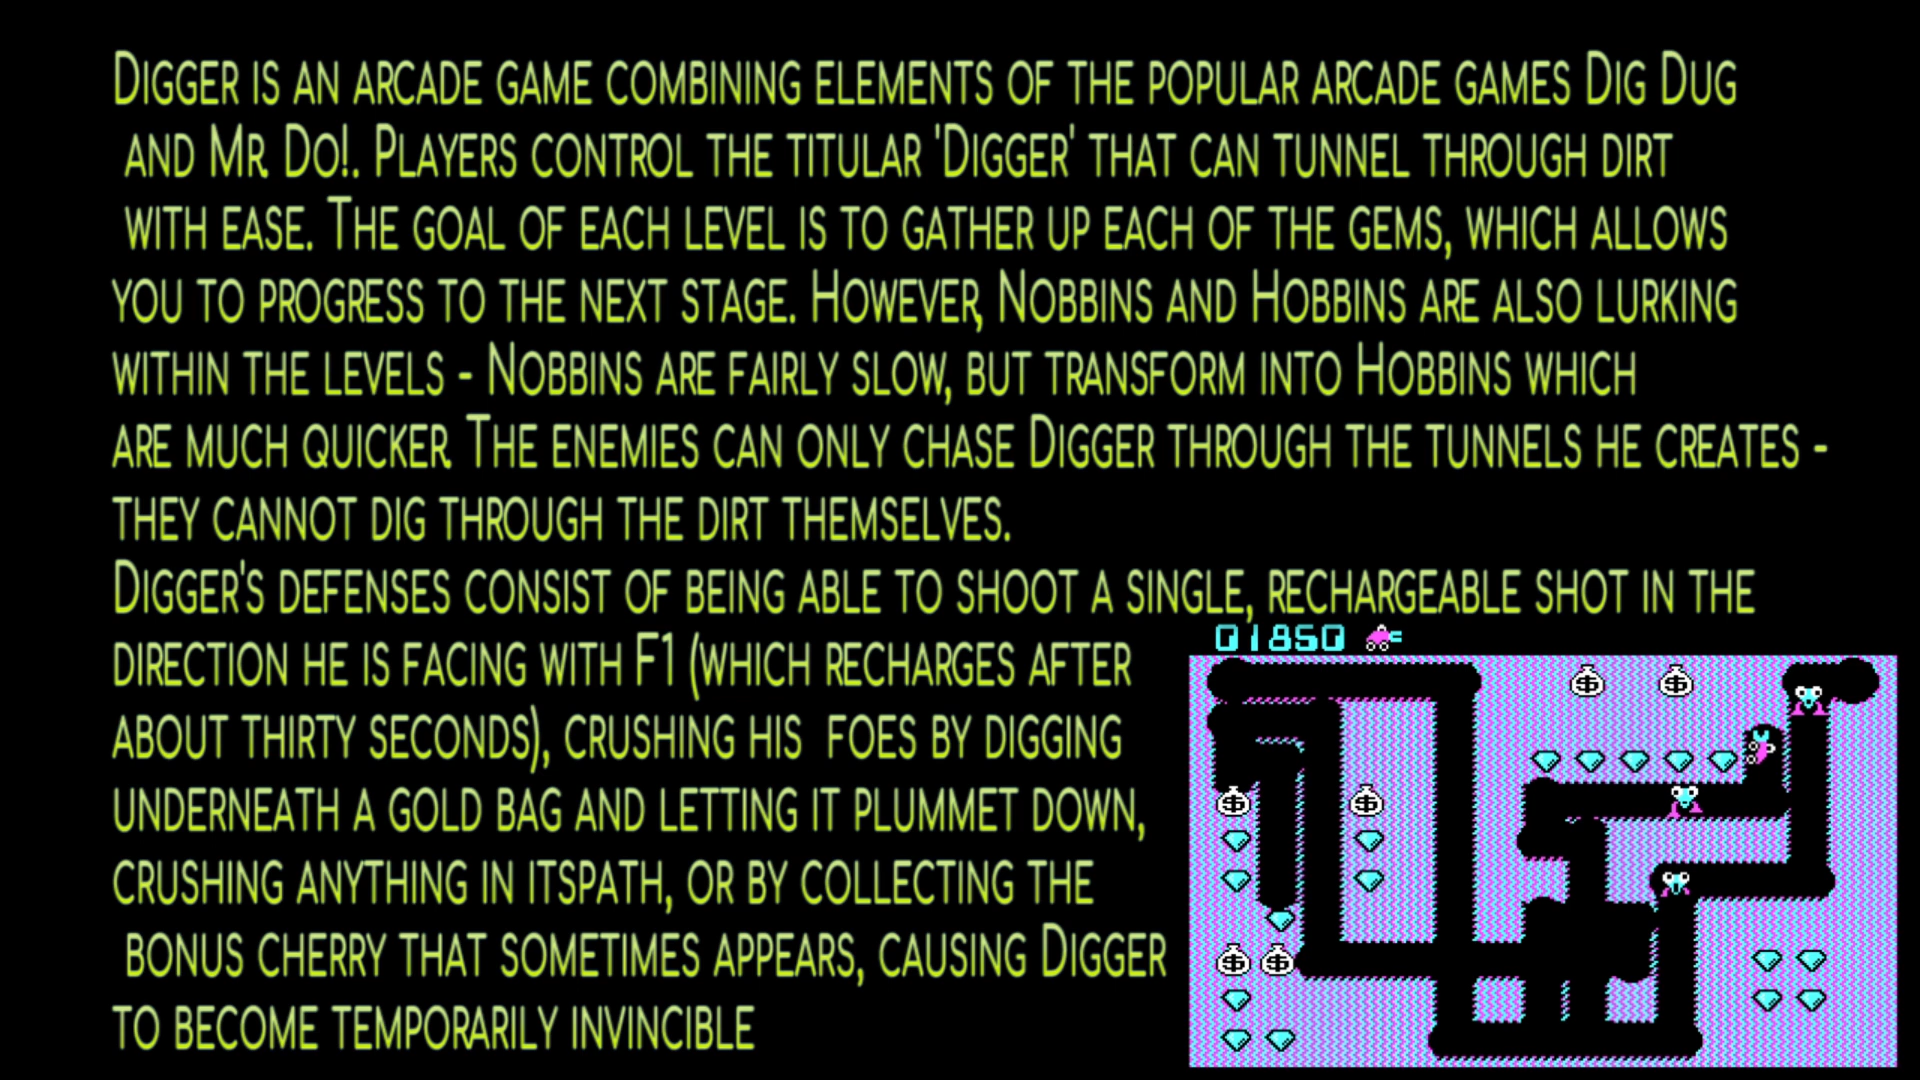 Digger is an arcade game combining elements of the popular arcade games Dig Dug
and Mr. Do!. Players control the titular 'Digger' that can tunnel through dirt
with ease. The goal of each level is to gather up each of the gems, which allows
you to progress to the next stage. However, Nobbins and Hobbins are also lurking
within the levels - Nobbins are fairly slow, but transform into Hobbins which
are much quicker. The enemies can only chase Digger through the tunnels he creates -
they cannot dig through the dirt themselves.
Digger's defenses consist of being able to shoot a single, rechargeable shot in the
direction he is facing with F1 (which recharges after
about thirty seconds), crushing his  foes by digging
underneath a gold bag and letting it plummet down,
crushing anything in itspath, or by collecting the
bonus cherry that sometimes appears, causing Digger
to become temporarily invincible
01850
$ $
$ $
$ $